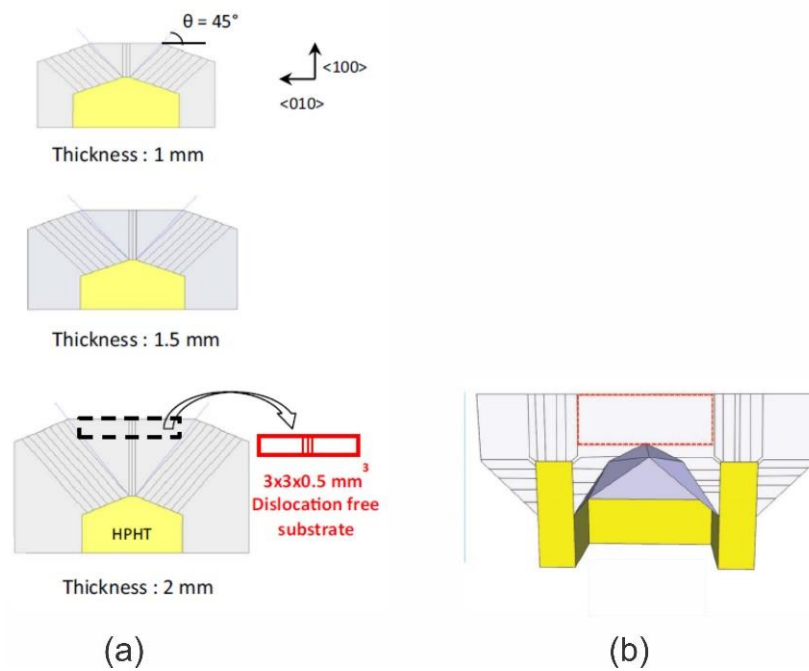 θ = 45°
<100>
<010>
Thickness : 1 mm
Thickness : 1.5 mm
3x3x0.5 mm³
Dislocation free
substrate
HPHT
Thickness : 2 mm
(a)
(b)